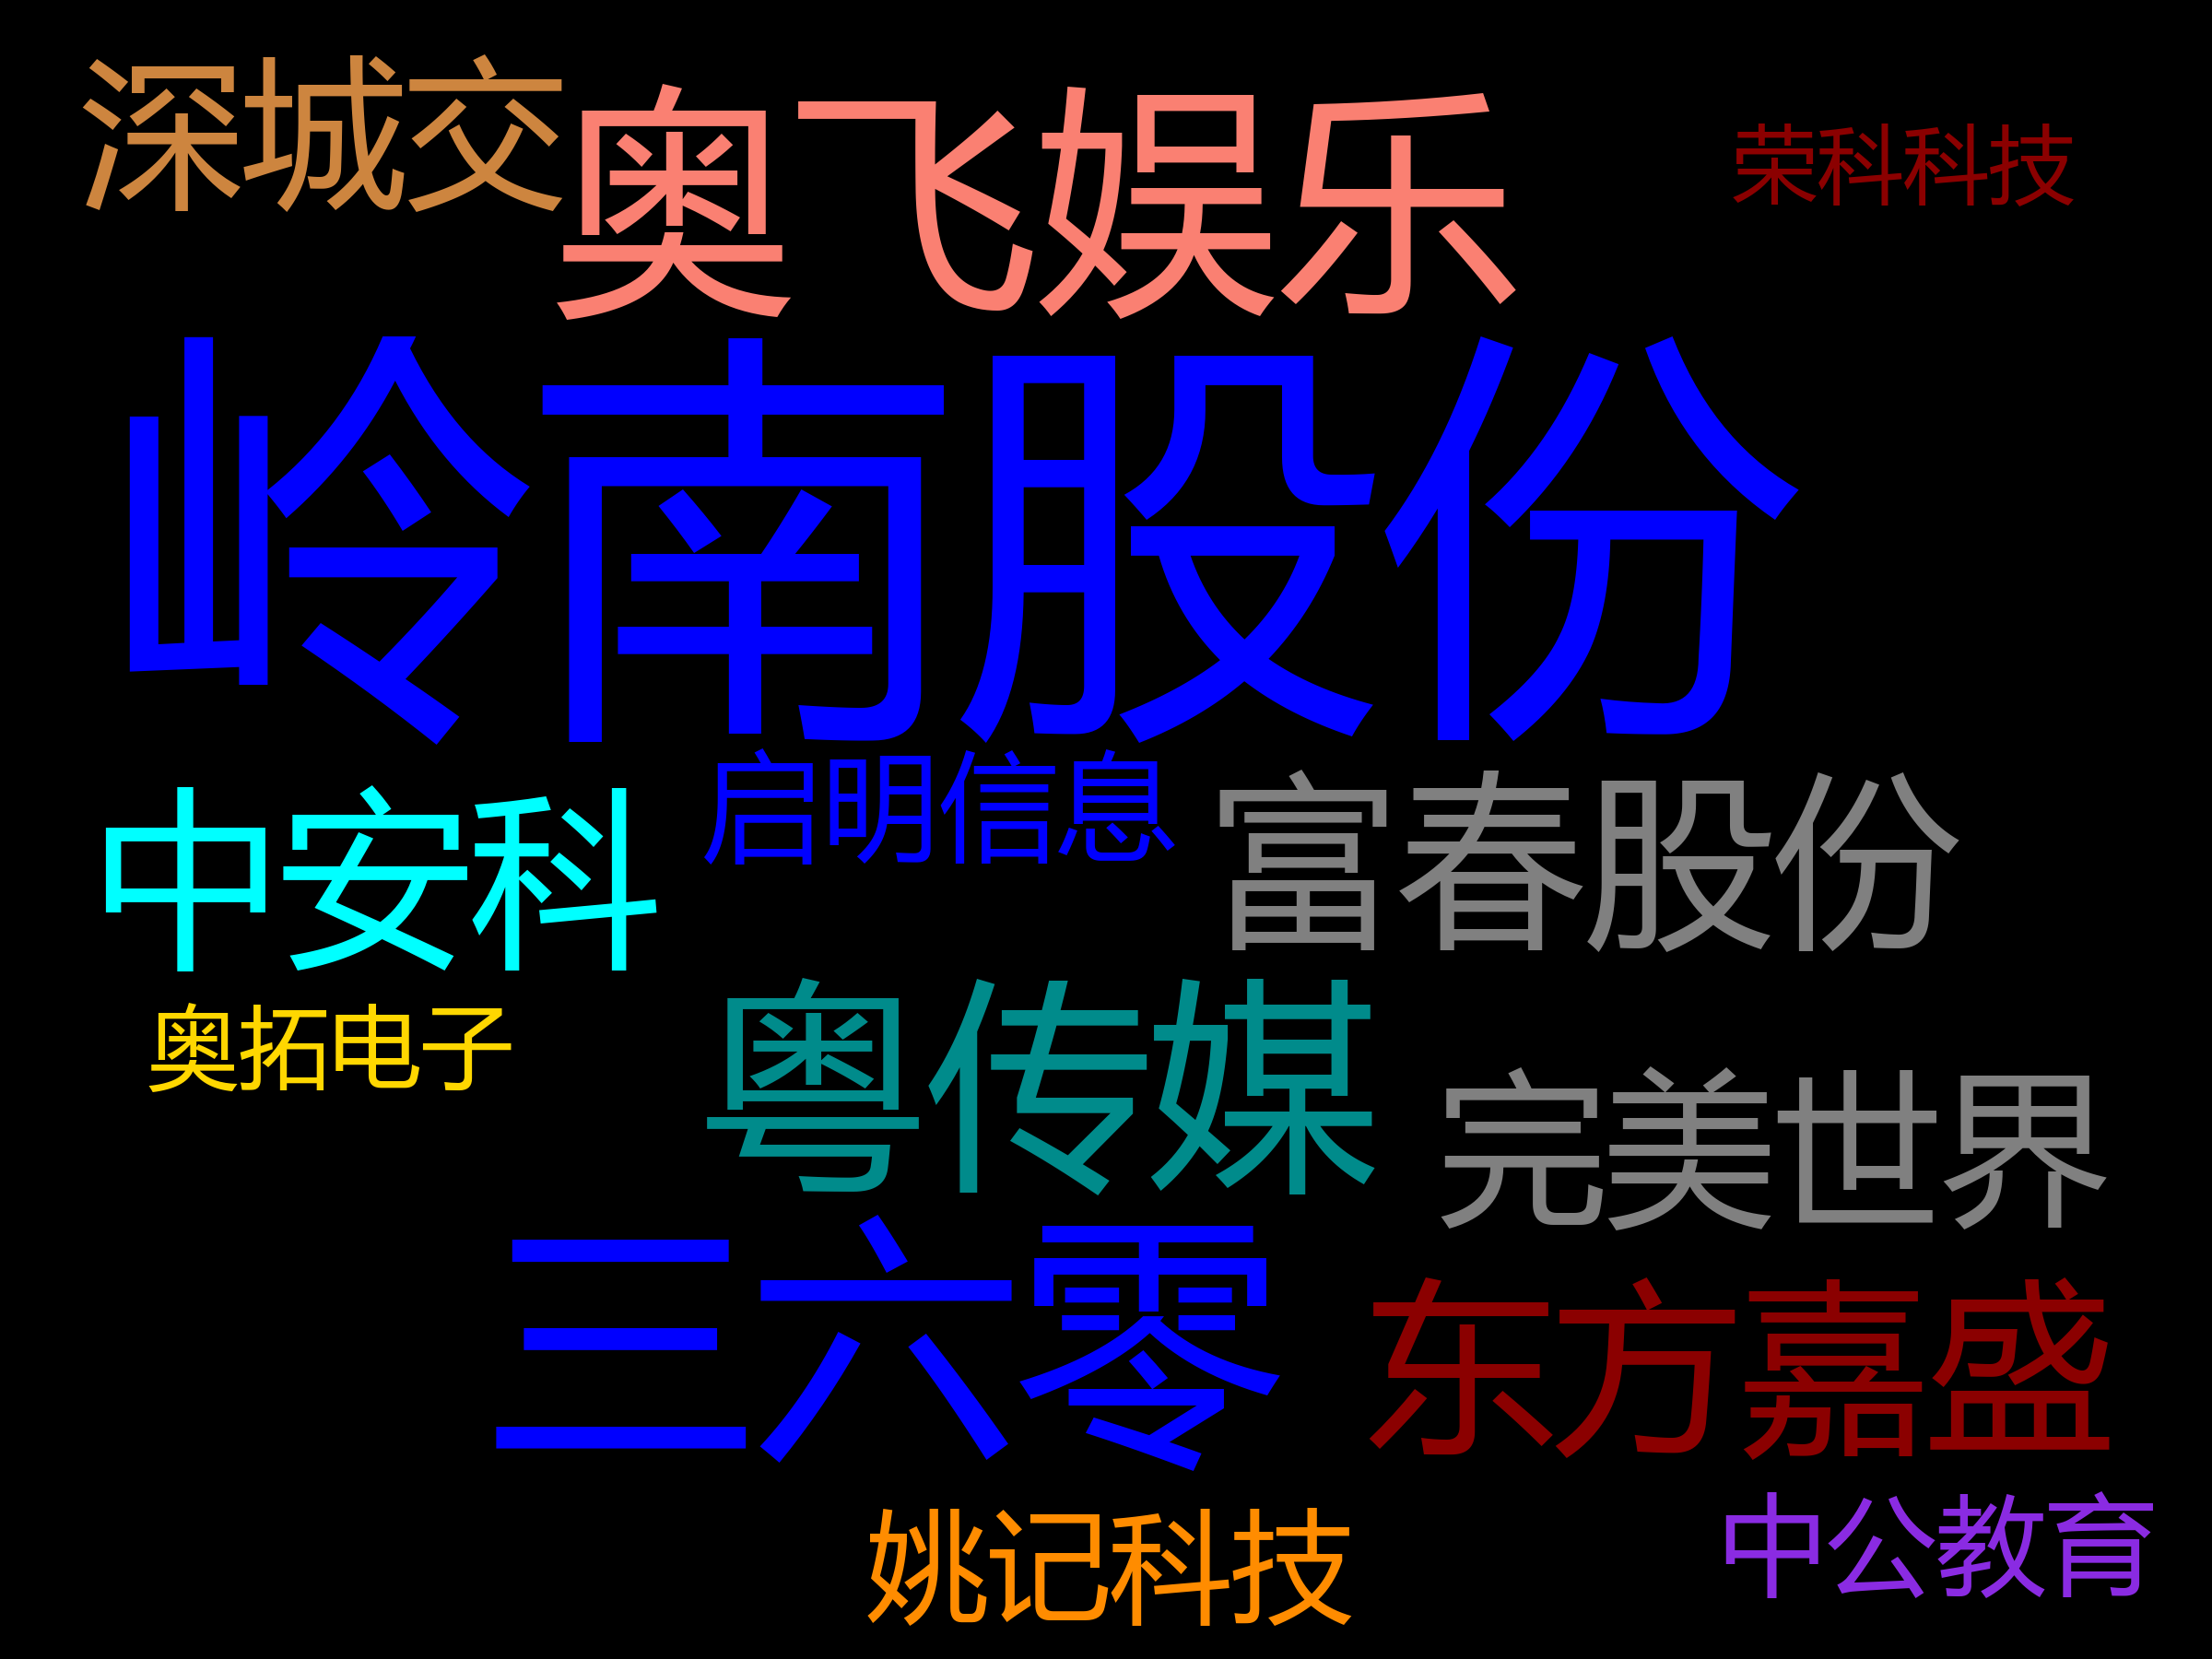 深城交
奥飞娱乐
荣科科技
岭南股份
启明信息
中安科
富春股份
奥拓电子
粤传媒
完美世界
三六零
东方嘉盛
姚记科技
中公教育